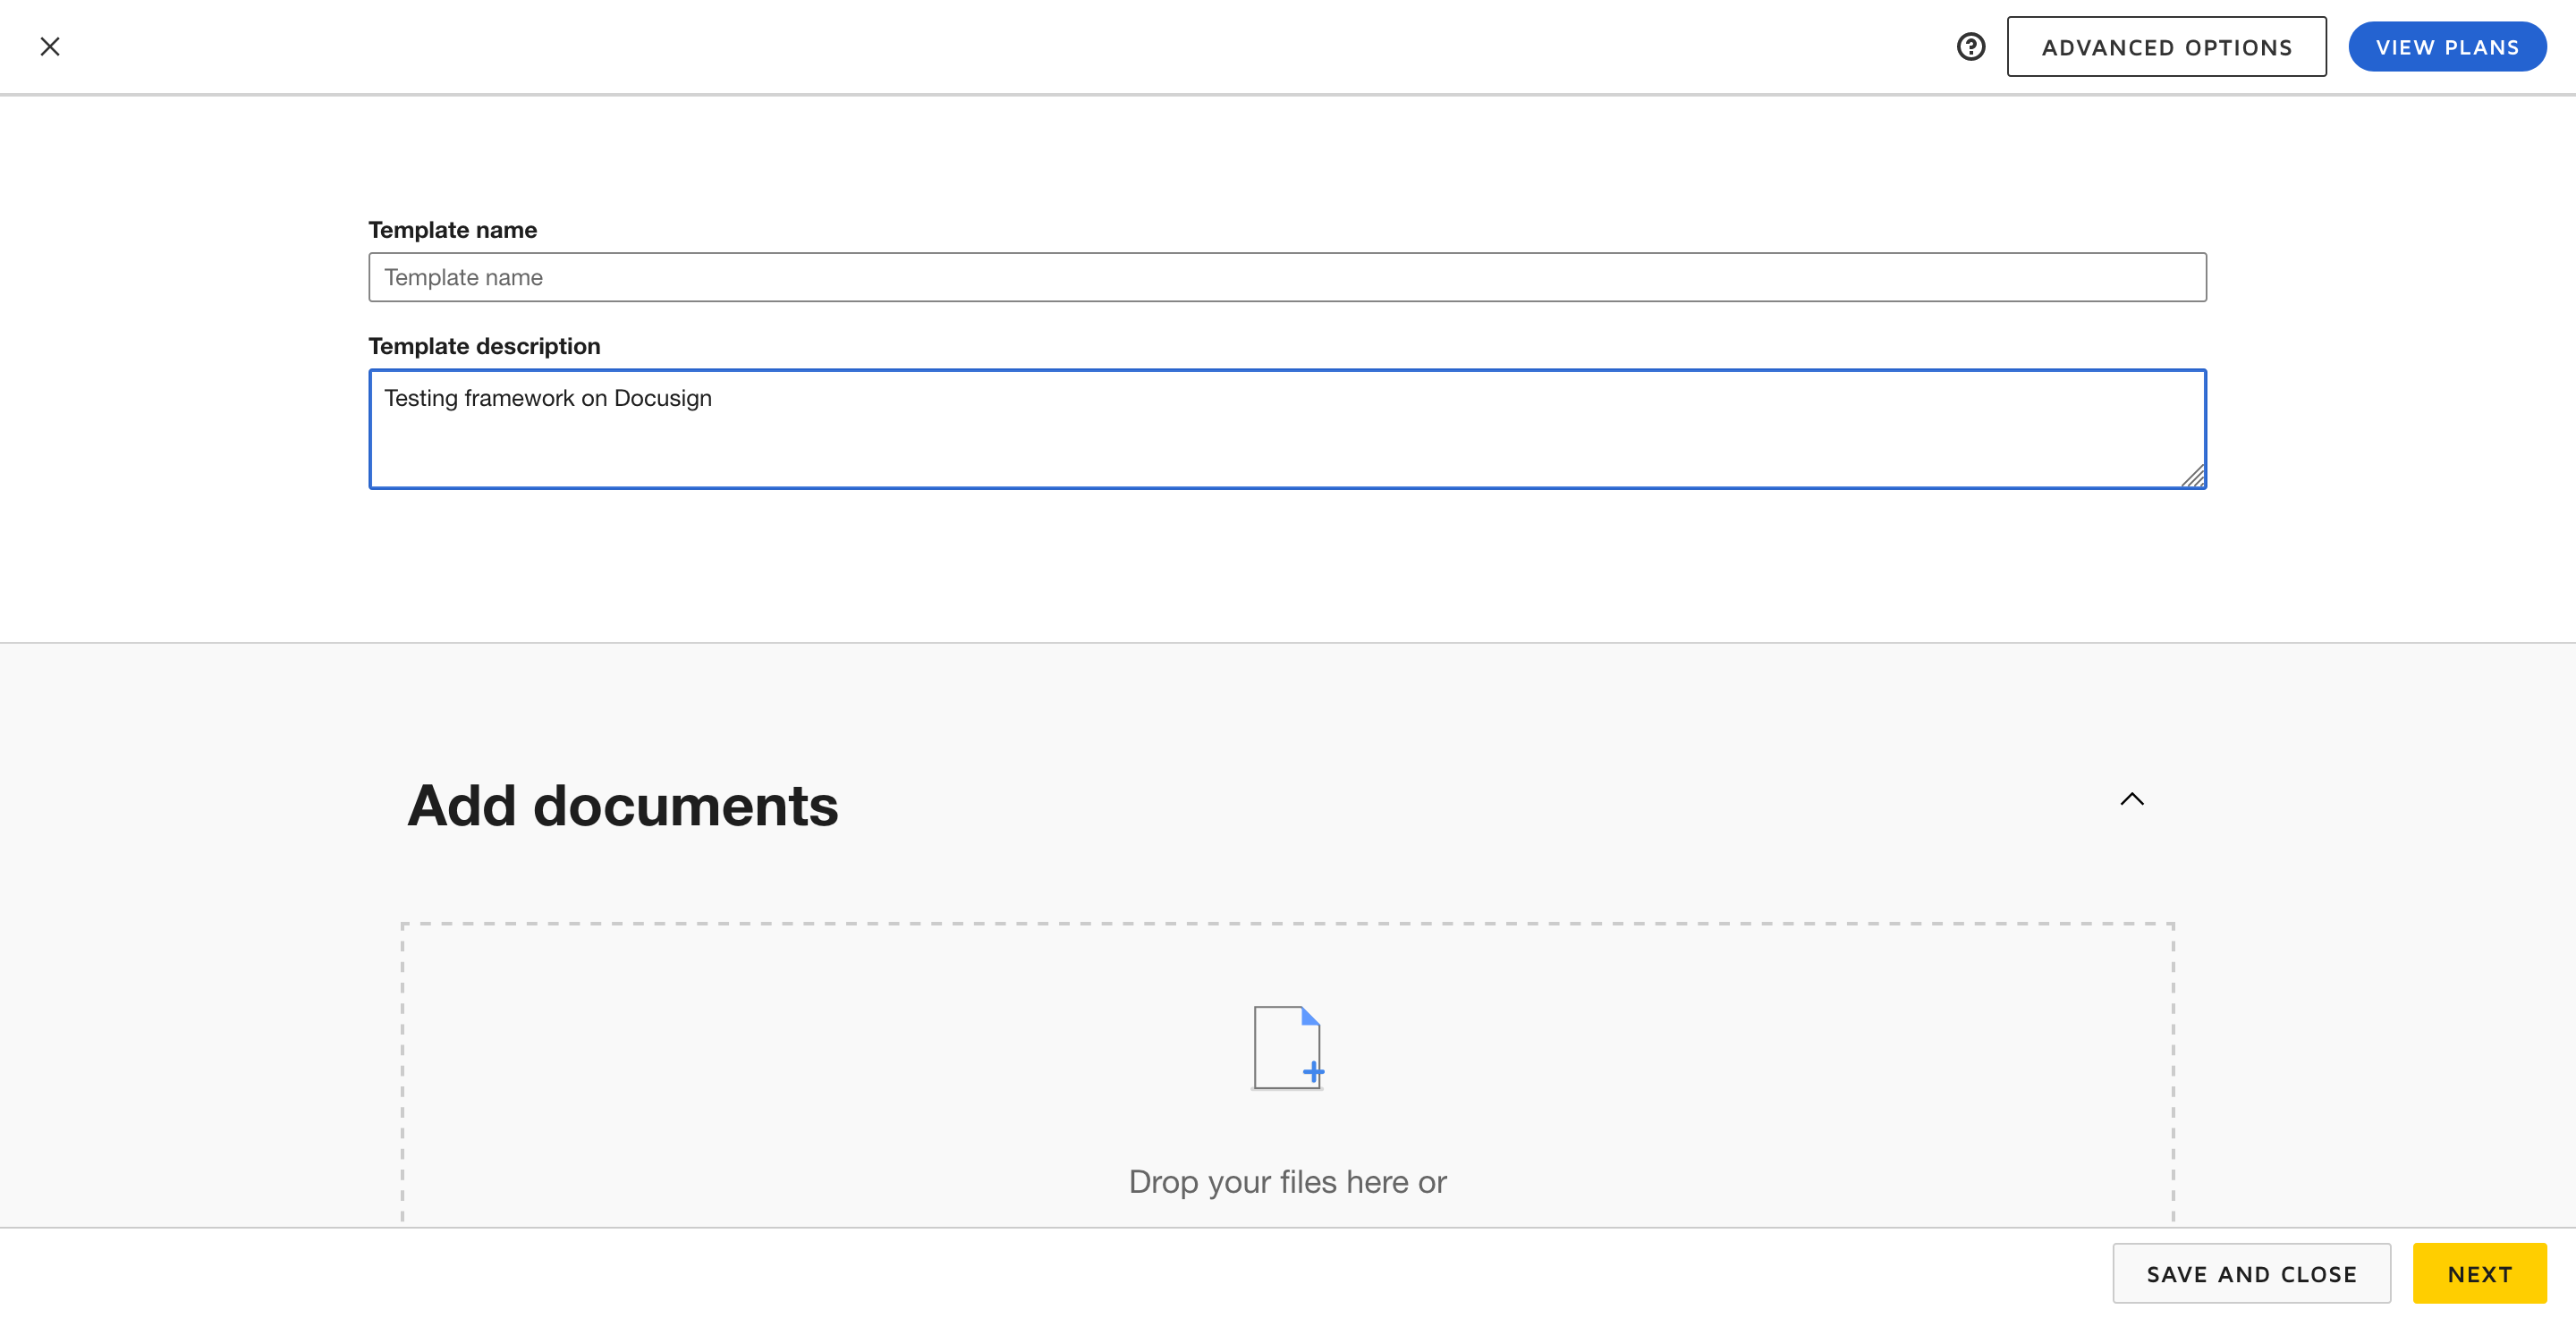 ADVANCED OPTIONS
VIEW PLANS
Template name
Template name
Template description
Testing framework on Docusign
Add documents
Drop your files here or
SAVE AND CLOSE
NEXT